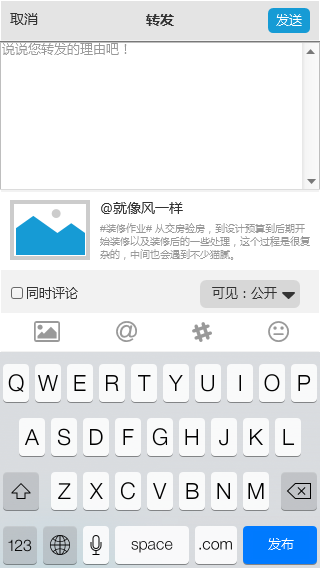 取消 转发 发送
说说您转发的理由吧！
@就像风一样
#装修作业# 从交房验房，到设计预算到后期开
始装修以及装修后的一些处理，这个过程是很复
杂的，中间也会遇到不少猫腻。
同时评论 可见：公开
Q W E R T Y U I O P
A S D F G H J K L
Z X C V B N M
123 space .com 发布